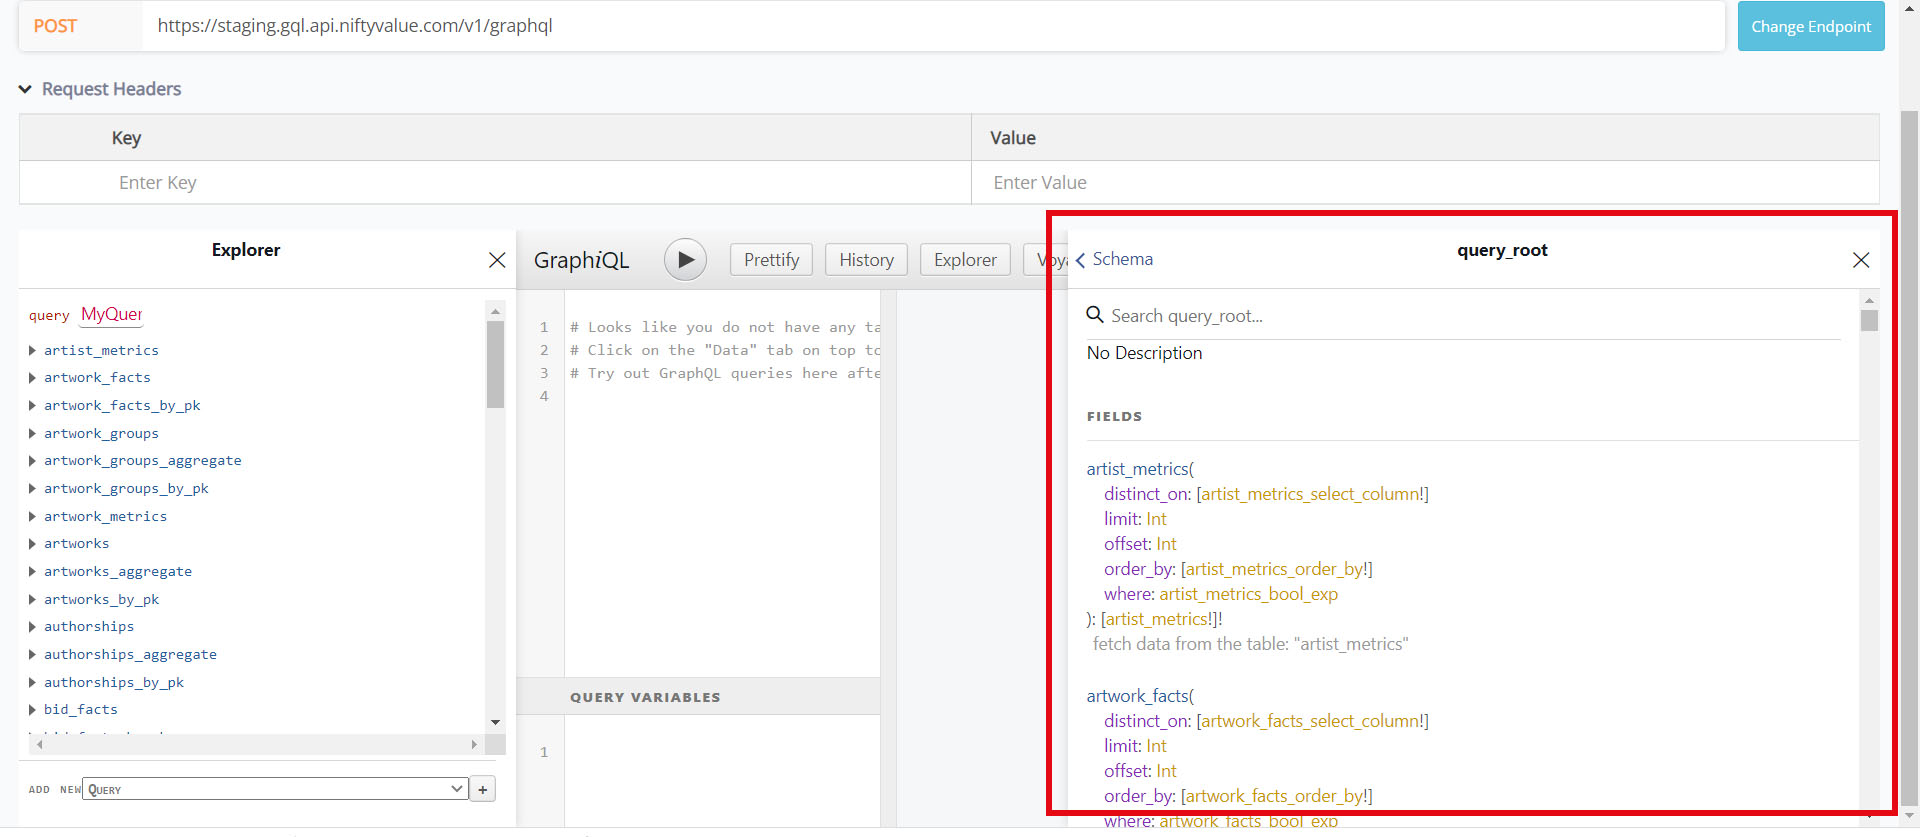 POST
https://staging.gql.api.niftyvalue.com/v1/graphql
Change Endpoint
Request Headers
Key
Value
Enter Key
Enter Value
Explorer
query MyQuer
artist_metrics
artwork_facts
artwork_facts_by_pk
artwork_groups
artwork_groups_aggregate
artwork_groups_by_pk
artwork_metrics
artworks
artworks_aggregate
artworks_by_pk
authorships
authorships_aggregate
authorships_by_pk
bid_facts
ADD NEW
QUERY
+
GraphiQL
Prettify
History
Explorer
Voya
1 # Looks like you do not have any ta
2 # Click on the "Data" tab on top to
3 # Try out GraphQL queries here afte
4
QUERY VARIABLES
1
Schema
query_root
Search query_root...
No Description
FIELDS
artist_metrics(
distinct_on: [artist_metrics_select_column!]
limit: Int
offset: Int
order_by: [artist_metrics_order_by!]
where: artist_metrics_bool_exp
): [artist_metrics!]!
fetch data from the table: "artist_metrics"
artwork_facts(
distinct_on: [artwork_facts_select_column!]
limit: Int
offset: Int
order_by: [artwork_facts_order_by!]
where: artwork_facts_bool_exp